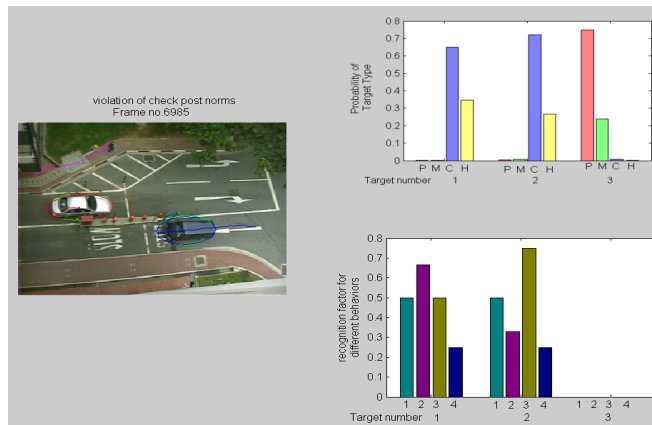 violation of check post norms
Frame no.6985
SLOW
Probability of
Target Type
0.8
0.7
0.6
0.5
0.4
0.3
0.2
0.1
0
P M C H P M C H P M C H
Target number 1 2 3
recognition factor for
different behaviors
0.8
0.7
0.6
0.5
0.4
0.3
0.2
0.1
0
1 2 3 4 1 2 3 4 1 2 3 4
Target number 1 2 3